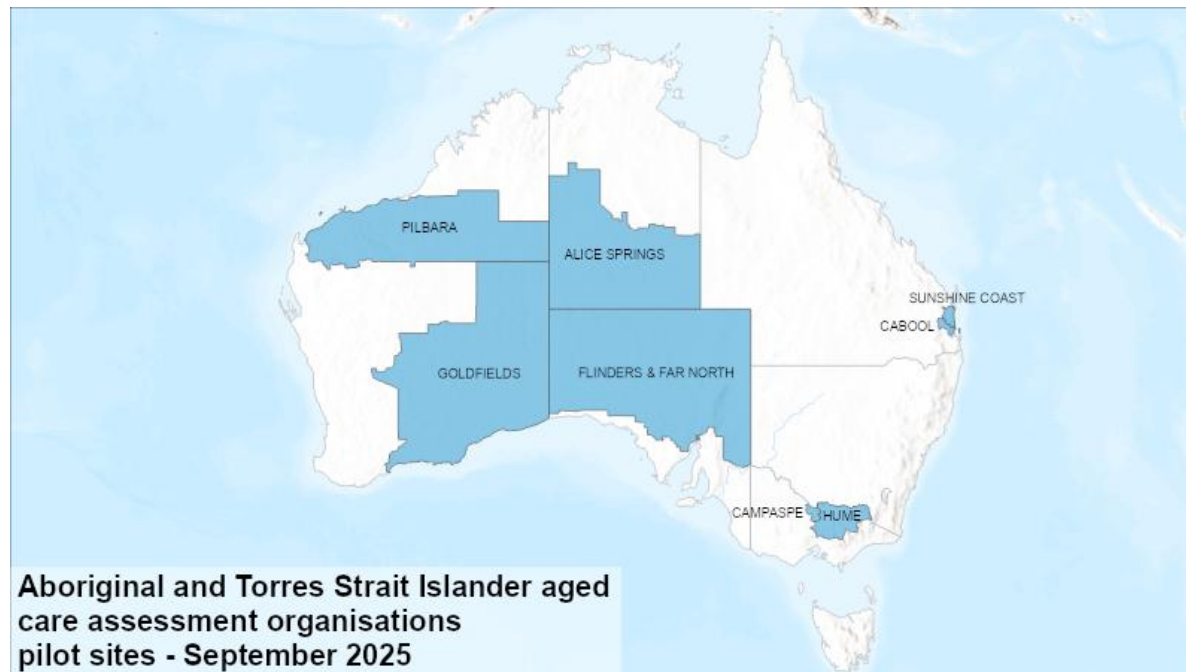 PILBARA
ALICE SPRINGS
SUNSHINE COAST
CABOOL
GOLDFIELDS
FLINDERS & FAR NORTH
CAMPASPE
HUME
Aboriginal and Torres Strait Islander aged
care assessment organisations
pilot sites - September 2025